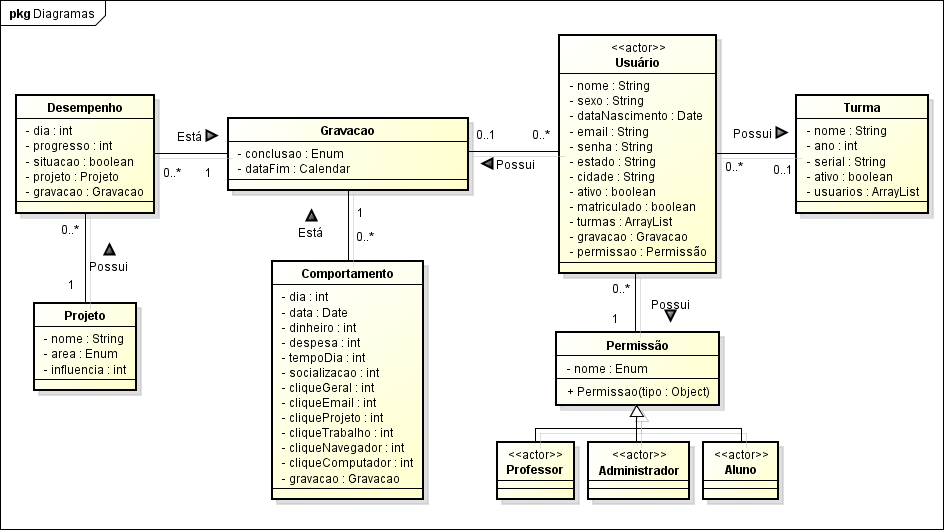 pkg Diagramas
<<actor>>
Usuário
- nome : String
- sexo : String
- dataNascimento : Date
- email : String
- senha : String
- estado : String
- cidade : String
- ativo : boolean
- matriculado : boolean
- turmas : ArrayList
- gravacao : Gravacao
- permissao : Permissão
Desempenho
- dia : int
- progresso : int
- situacao : boolean
- projeto : Projeto
- gravacao : Gravacao
Está
0..*
1
Gravacao
- conclusao : Enum
- dataFim : Calendar
0..1
0..*
Possui
Possui
0..*
0..1
Turma
- nome : String
- ano : int
- serial : String
- ativo : boolean
- usuarios : ArrayList
0..*
Possui
1
Está
1
0..*
0..*
Possui
1
Projeto
- nome : String
- area : Enum
- influencia : int
Comportamento
- dia : int
- data : Date
- dinheiro : int
- despesa : int
- tempoDia : int
- socializacao : int
- cliqueGeral : int
- cliqueEmail : int
- cliqueProjeto : int
- cliqueTrabalho : int
- cliqueNavegador : int
- cliqueComputador : int
- gravacao : Gravacao
Permissão
- nome : Enum
+ Permissao(tipo : Object)
<<actor>>
Professor
<<actor>>
Administrador
<<actor>>
Aluno